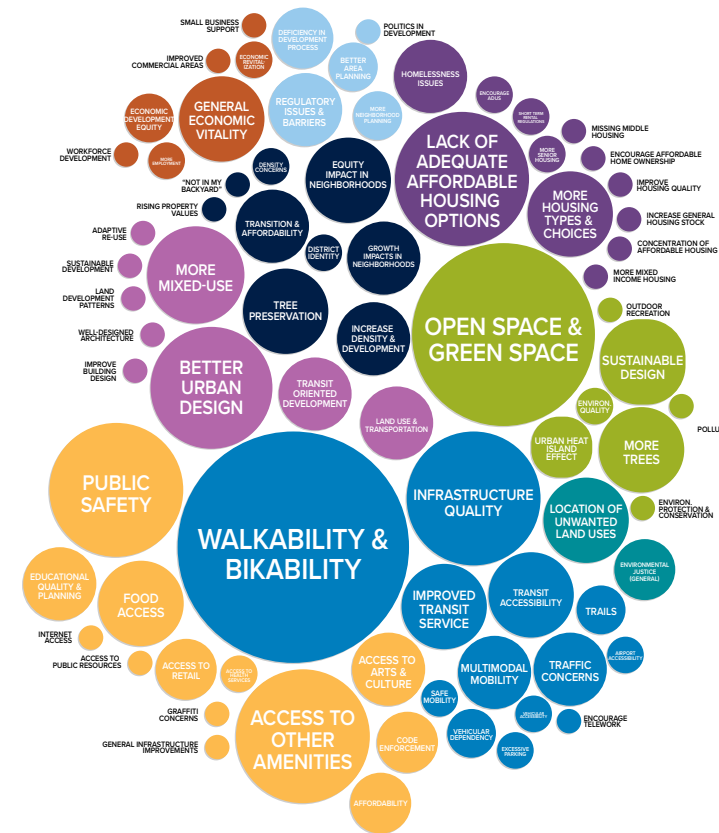 SMALL BUSINESS
SUPPORT
DEFICIENCY IN
DEVELOPMENT
PROCESS
POLITICS IN
DEVELOPMENT
IMPROVED
COMMERCIAL AREAS
ECONOMIC
REVITAL-
IZATION
BETTER
AREA
PLANNING
HOMELESSNESS
ISSUES
ENCOURAGE
ADUS
ECONOMIC
DEVELOPMENT
EQUITY
GENERAL
ECONOMIC
VITALITY
REGULATORY
ISSUES &
BARRIERS
MORE
NEIGHBORHOOD
PLANNING
SHORT TERM
RENTAL
REGULATIONS
MISSING MIDDLE
HOUSING
WORKFORCE
DEVELOPMENT
MORE
EMPLOYMENT
DENSITY
CONCERNS
EQUITY
IMPACT IN
NEIGHBORHOODS
LACK OF
ADEQUATE
AFFORDABLE
HOUSING
OPTIONS
MORE
SENIOR
HOUSING
ENCOURAGE AFFORDABLE
HOME OWNERSHIP
"NOT IN MY
BACKYARD"
IMPROVE
HOUSING QUALITY
RISING PROPERTY
VALUES
TRANSITION &
AFFORDABILITY
MORE
HOUSING
TYPES &
CHOICES
INCREASE GENERAL
HOUSING STOCK
ADAPTIVE
RE-USE
DISTRICT
IDENTITY
GROWTH
IMPACTS IN
NEIGHBORHOODS
CONCENTRATION OF
AFFORDABLE HOUSING
SUSTAINABLE
DEVELOPMENT
MORE
MIXED-USE
MORE MIXED
INCOME HOUSING
LAND
DEVELOPMENT
PATTERNS
TREE
PRESERVATION
OUTDOOR
RECREATION
WELL-DESIGNED
ARCHITECTURE
INCREASE
DENSITY &
DEVELOPMENT
OPEN SPACE &
GREEN SPACE
SUSTAINABLE
DESIGN
IMPROVE
BUILDING
DESIGN
BETTER
URBAN
DESIGN
TRANSIT
ORIENTED
DEVELOPMENT
LAND USE &
TRANSPORTATION
ENVIRON.
QUALITY
POLLU
URBAN HEAT
ISLAND
EFFECT
MORE
TREES
PUBLIC
SAFETY
INFRASTRUCTURE
QUALITY
LOCATION OF
UNWANTED
LAND USES
ENVIRON.
PROTECTION &
CONSERVATION
WALKABILITY &
BIKABILITY
EDUCATIONAL
QUALITY &
PLANNING
FOOD
ACCESS
IMPROVED
TRANSIT
SERVICE
TRANSIT
ACCESSIBILITY
ENVIRONMENTAL
JUSTICE
(GENERAL)
TRAILS
INTERNET
ACCESS
ACCESS TO
PUBLIC RESOURCES
ACCESS TO
RETAIL
ACCESS TO
HEALTH
SERVICES
ACCESS TO
ARTS &
CULTURE
MULTIMODAL
MOBILITY
TRAFFIC
CONCERNS
AIRPORT
ACCESSIBILITY
SAFE
MOBILITY
GRAFFITI
CONCERNS
ACCESS TO
OTHER
AMENITIES
VEHICULAR
ACCESSIBILITY
ENCOURAGE
TELEWORK
GENERAL INFRASTRUCTURE
IMPROVEMENTS
CODE
ENFORCEMENT
VEHICULAR
DEPENDENCY
EXCESSIVE
PARKING
AFFORDABILITY